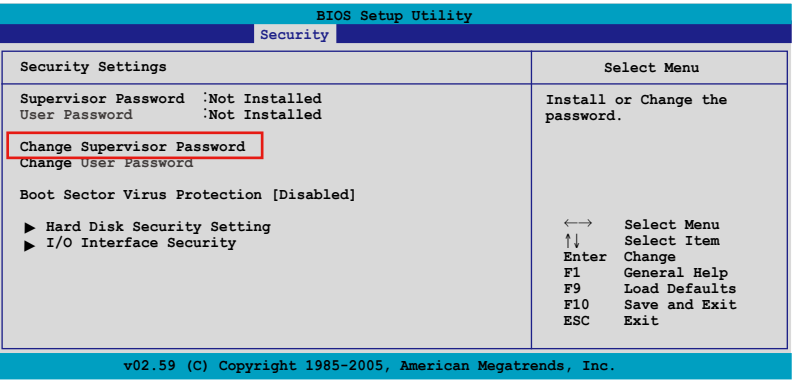 BIOS Setup Utility
Security
Security Settings
Supervisor Password :Not Installed
User Password :Not Installed
Change Supervisor Password
Change User Password
Boot Sector Virus Protection [Disabled]
▶ Hard Disk Security Setting
▶ I/O Interface Security
Select Menu
Install or Change the
password.
←→ Select Menu
↑↓ Select Item
Enter Change
F1 General Help
F9 Load Defaults
F10 Save and Exit
ESC Exit
v02.59 (C) Copyright 1985-2005, American Megatrends, Inc.